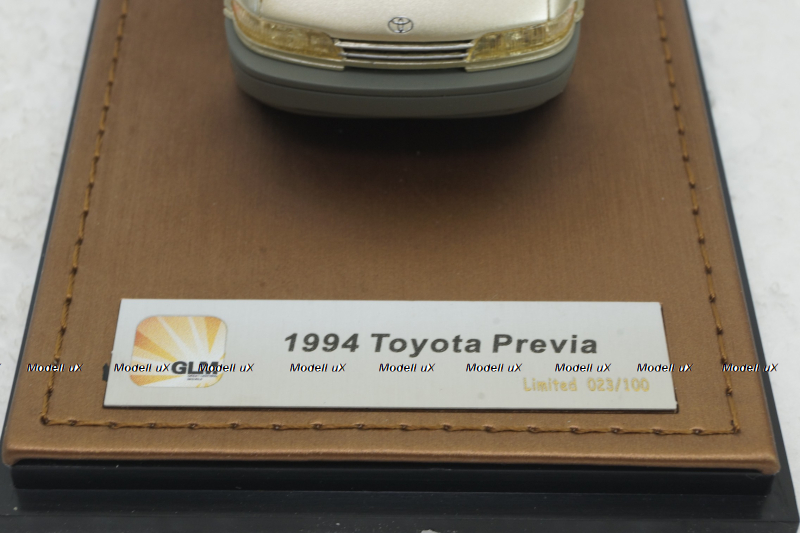 1994 Toyota Previa
GLM
Modell uX Modell uX Modell uX Modell uX Modell uX Modell uX Modell uX Modell uX Modell uX
Limited 023/100